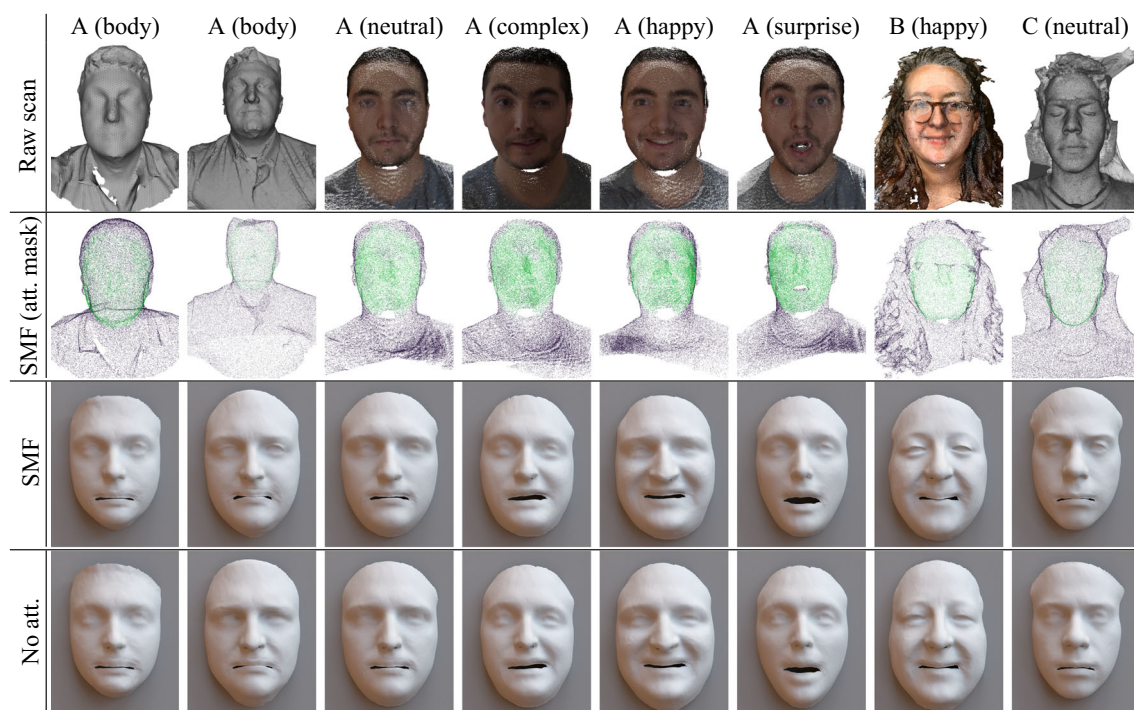 A (body) A (body) A (neutral) A (complex) A (happy) A (surprise) B (happy) C (neutral)
Raw scan
SMF (att. mask)
SMF
No att.